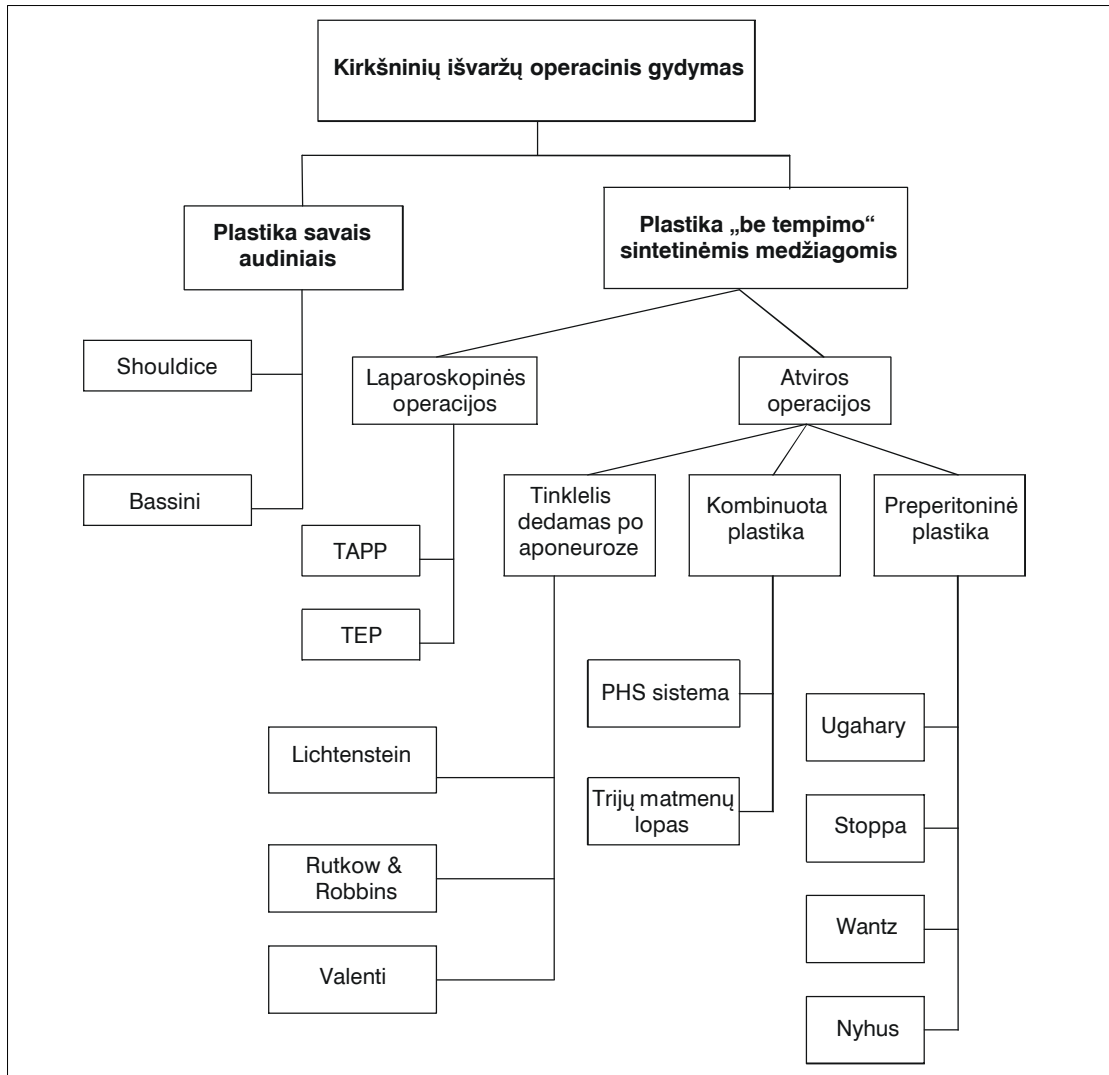 Kirkšninių išvaržų operacinis gydymas
Plastika savais
audiniais
Plastika „be tempimo“
sintetinėmis medžiagomis
Shouldice
Bassini
Laparoskopinės
operacijos
Atviros
operacijos
TAPP
TEP
Tinklelis
dedamas po
aponeuroze
Kombinuota
plastika
Preperitoninė
plastika
Lichtenstein
Rutkow &
Robbins
Valenti
PHS sistema
Trijų matmenų
lopas
Ugahary
Stoppa
Wantz
Nyhus